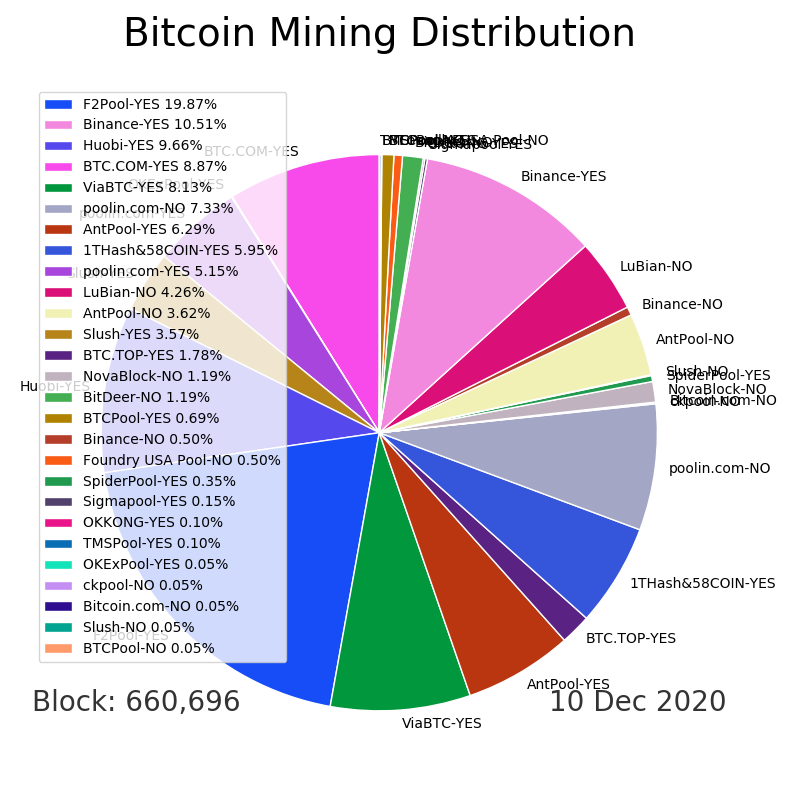 Bitcoin Mining Distribution
F2Pool-YES 19.87%
Binance-YES 10.51%
Huobi-YES 9.66%
BTC.COM-YES 8.87%
ViaBTC-YES 8.13%
poolin.com-NO 7.33%
AntPool-YES 6.29%
1THash&58COIN-YES 5.95%
poolin.com-YES 5.15%
LuBian-NO 4.26%
AntPool-NO 3.62%
Slush-YES 3.57%
BTC.TOP-YES 1.78%
NovaBlock-NO 1.19%
BitDeer-NO 1.19%
BTCPool-YES 0.69%
Binance-NO 0.50%
Foundry USA Pool-NO 0.50%
SpiderPool-YES 0.35%
Sigmapool-YES 0.15%
OKKONG-YES 0.10%
TMSPool-YES 0.10%
OKExPool-YES 0.05%
ckpool-NO 0.05%
Bitcoin.com-NO 0.05%
Slush-NO 0.05%
BTCPool-NO 0.05%
BTC.COM-YES
poolin.com-YES
Huobi-YES
F2Pool-YES
Sigmapool-YES
Binance-YES
LuBian-NO
Binance-NO
AntPool-NO
Slush-NO
SpiderPool-YES
NovaBlock-NO
Bitcoin.com-NO
ckpool-NO
poolin.com-NO
1THash&58COIN-YES
BTC.TOP-YES
AntPool-YES
ViaBTC-YES
Block: 660,696
10 Dec 2020